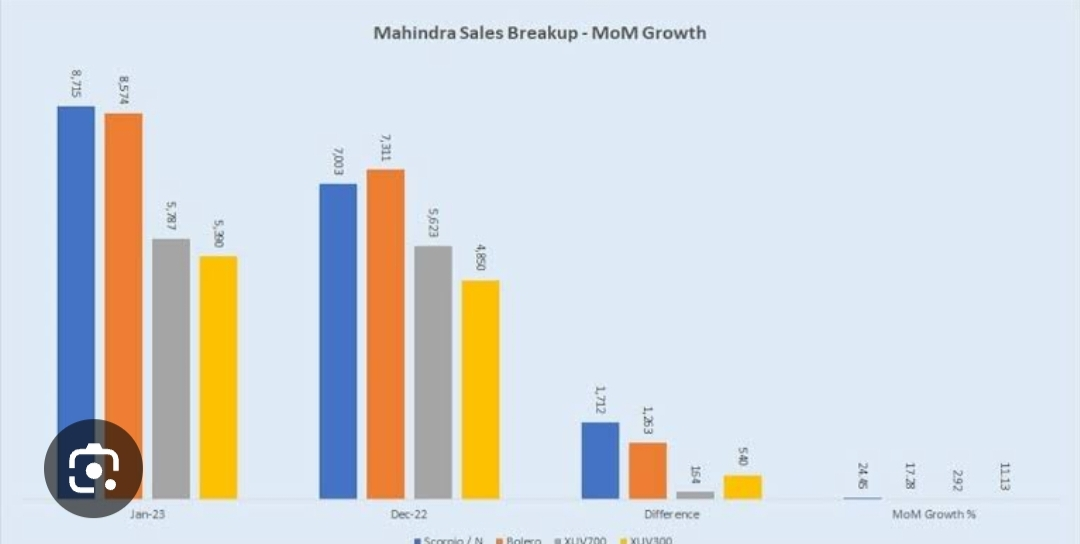 Mahindra Sales Breakup - MoM Growth
8,715
8,574
5,787
5,390
7,003
7,311
5,623
4,850
1,712
1,263
164
540
24.45
17.28
2.92
11.13
Jan-23
Dec-22
Difference
MoM Growth %
Scorpio / N
Bolero
XUV700
XUV300